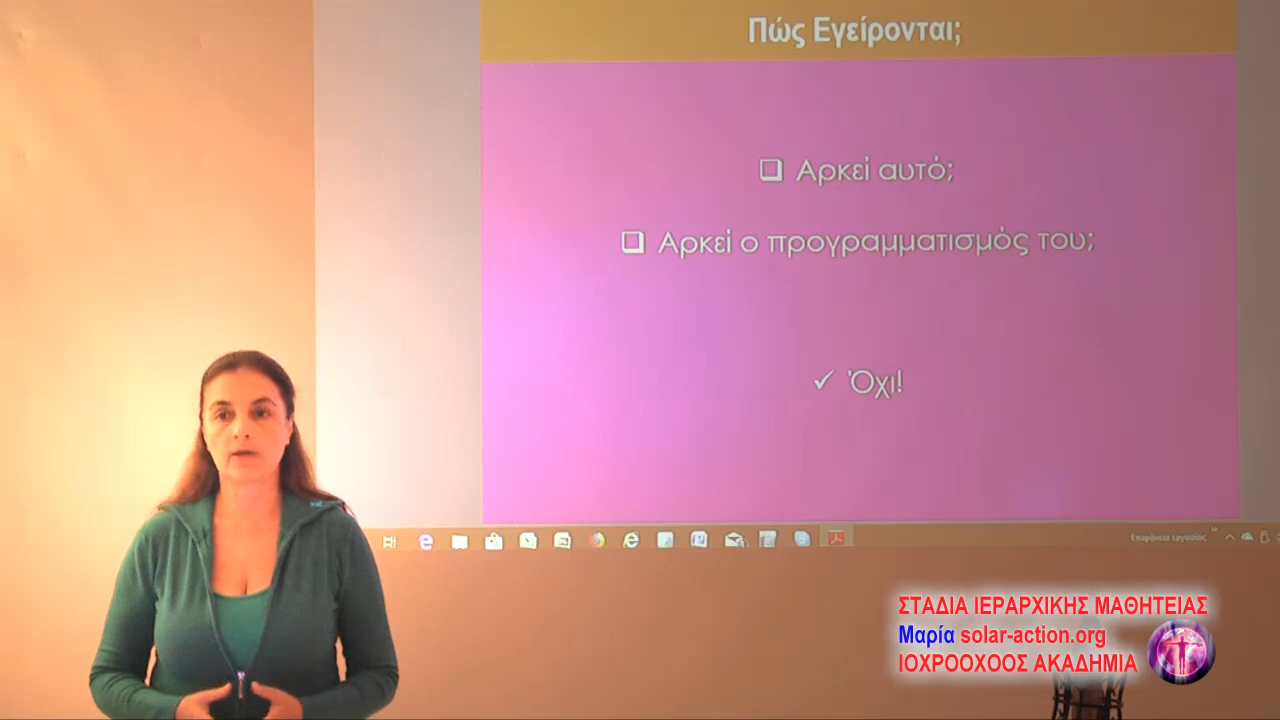 Πώς Εγείρονται;
❑ Αρκεί αυτό;
❑ Αρκεί ο προγραμματισμός του;
✓ Όχι!
Επιφάνεια εργασίας
ΣΤΑΔΙΑ ΙΕΡΑΡΧΙΚΗΣ ΜΑΘΗΤΕΙΑΣ
Μαρία solar-action.org
ΙΟΧΡΟΟΧΟΟΣ ΑΚΑΔΗΜΙΑ